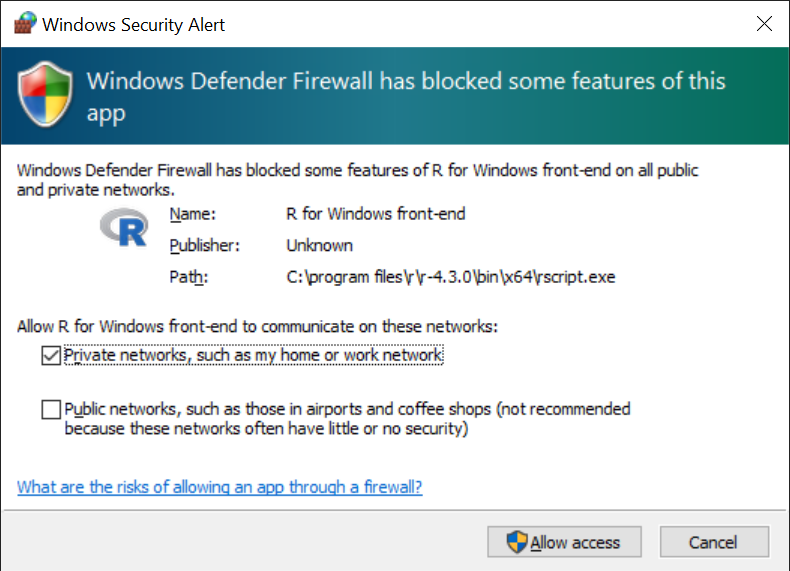 Windows Security Alert
Windows Defender Firewall has blocked some features of this
app
Windows Defender Firewall has blocked some features of R for Windows front-end on all public
and private networks.
R
Name: R for Windows front-end
Publisher: Unknown
Path: C:\program files\r\r-4.3.0\bin\x64\rscript.exe
Allow R for Windows front-end to communicate on these networks:
Private networks, such as my home or work network
Public networks, such as those in airports and coffee shops (not recommended
because these networks often have little or no security)
What are the risks of allowing an app through a firewall?
Allow access Cancel